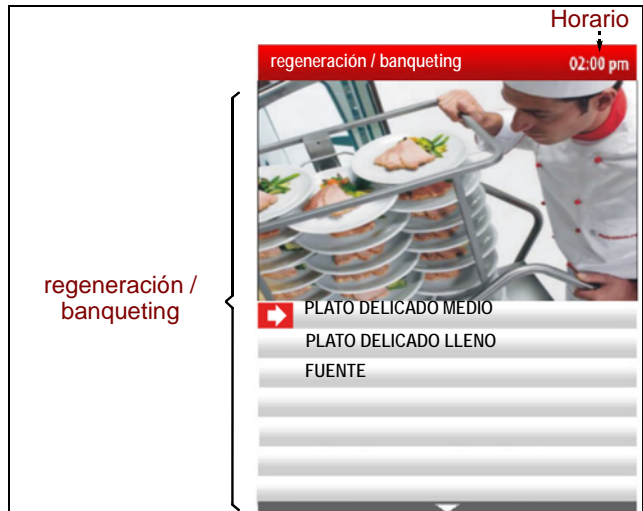 Horario
regeneración / banqueting
02:00 pm
regeneración /
banqueting
PLATO DELICADO MEDIO
PLATO DELICADO LLENO
FUENTE